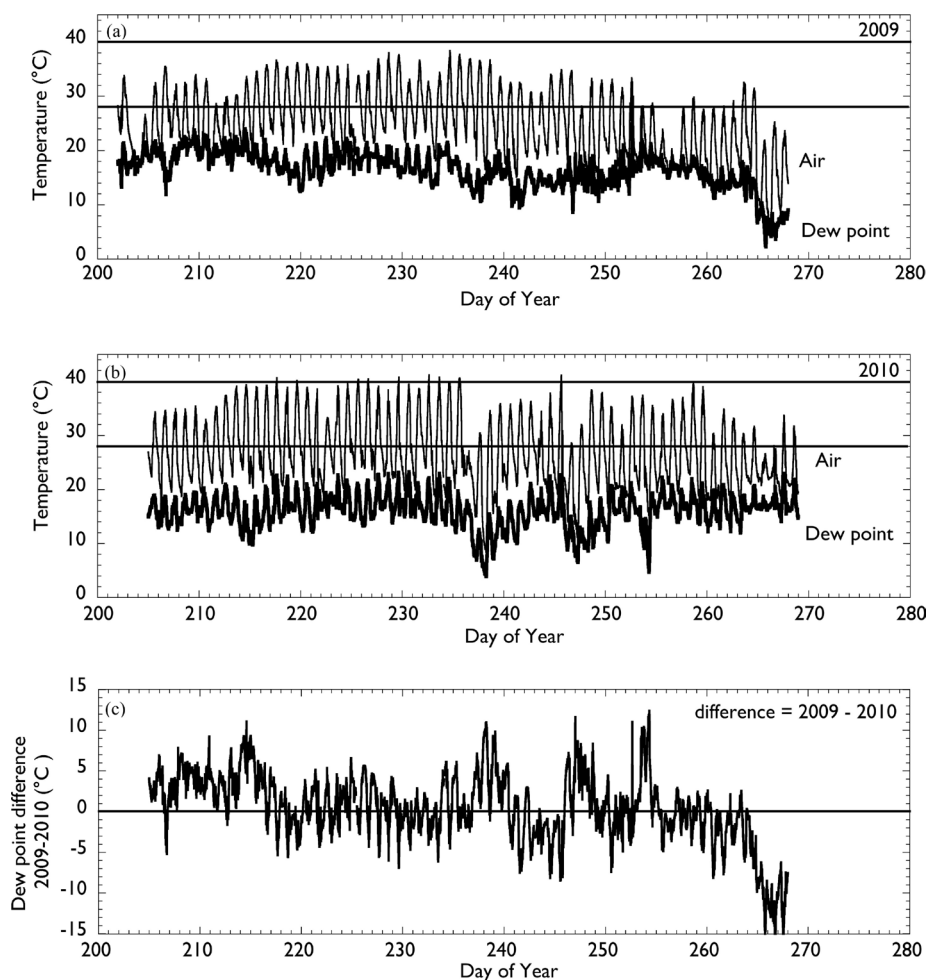 (a)
2009
Temperature (°C)
40
30
20
10
0
Air
Dew point
200 210 220 230 240 250 260 270 280
Day of Year
(b)
2010
Temperature (°C)
40
30
20
10
0
Air
Dew point
200 210 220 230 240 250 260 270 280
Day of Year
(c)
difference = 2009 - 2010
Dew point difference
2009-2010 (°C )
15
10
5
0
-5
-10
-15
200 210 220 230 240 250 260 270 280
Day of Year